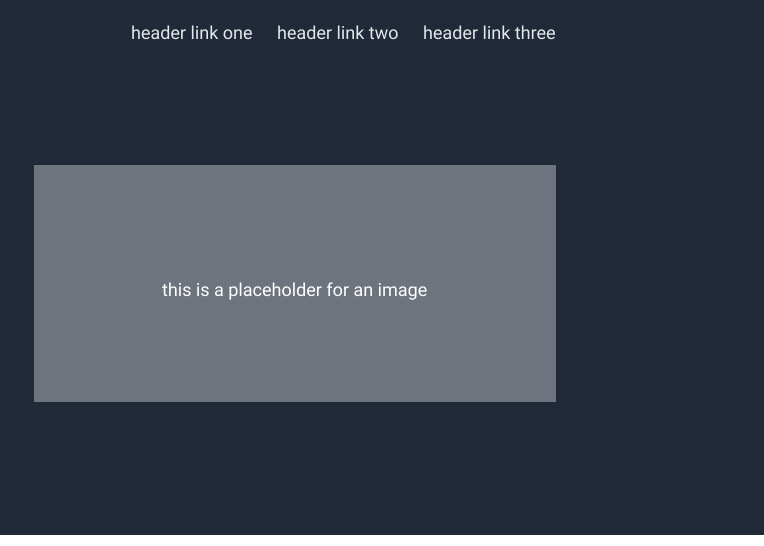 header link one header link two header link three
this is a placeholder for an image